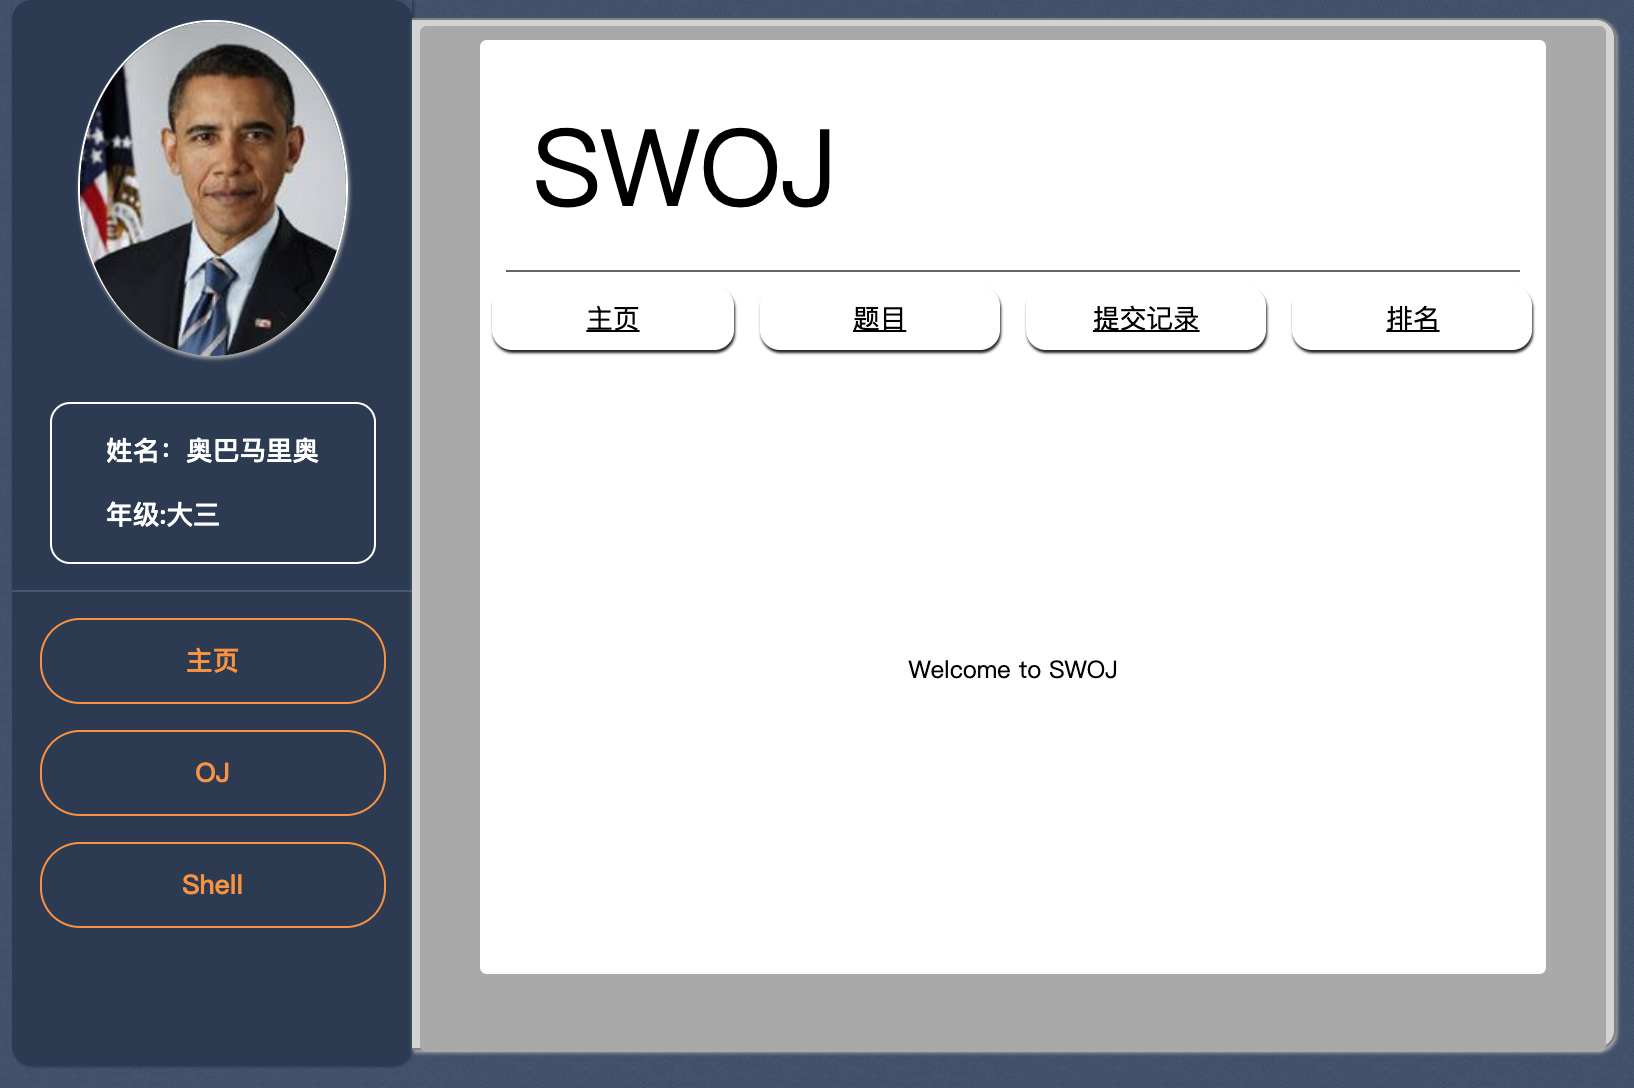 姓名：奥巴马里奥
年级:大三
主页
OJ
Shell
SWOJ
主页 题目 提交记录 排名
Welcome to SWOJ